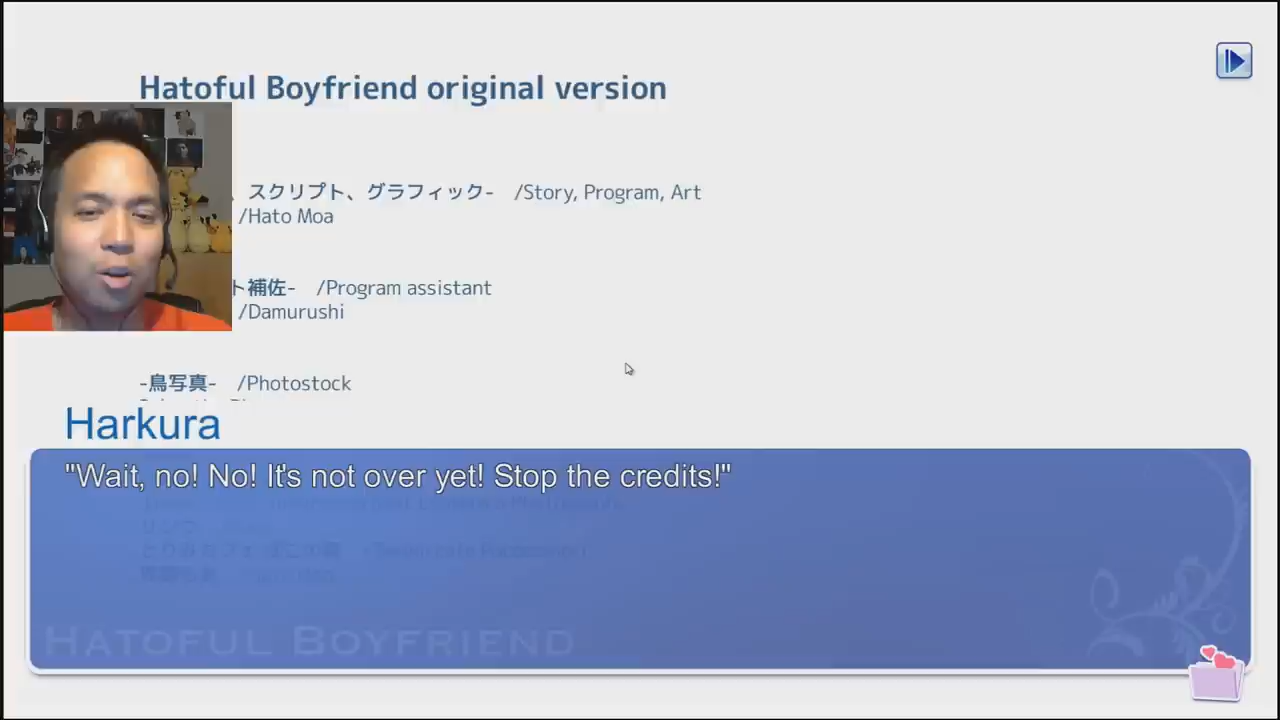 Hatoful Boyfriend original version
、スクリプト、グラフィック- /Story, Program, Art
/Hato Moa
ト補佐- /Program assistant
/Damurushi
-鳥写真- /Photostock
Harkura
"Wait, no! No! It's not over yet! Stop the credits!"
HATOFUL BOYFRIEND